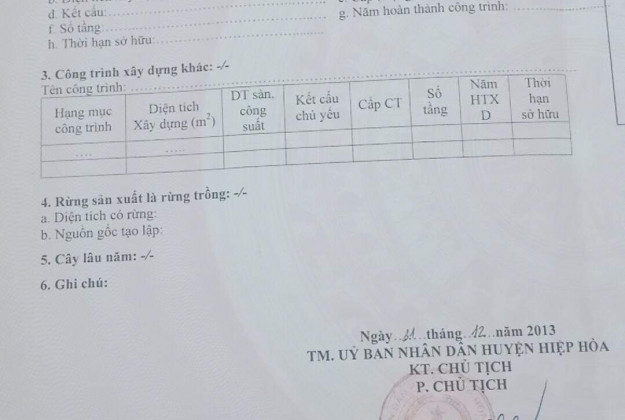 d. Kết cấu:
f. Số tầng:
g. Năm hoàn thành công trình:
h. Thời hạn sở hữu:
3. Công trình xây dựng khác: -/-
Tên công trình:
Hạng mục công trình | Diện tích Xây dựng (m²) | DT sàn, công suất | Kết cấu chủ yếu | Cấp CT | Số tầng | Năm HTXD | Thời hạn sở hữu
.... | .....
4. Rừng sản xuất là rừng trồng: -/-
a. Diện tích có rừng:
b. Nguồn gốc tạo lập:
5. Cây lâu năm: -/-
6. Ghi chú:
Ngày 31 tháng 12 năm 2013
TM. UỶ BAN NHÂN DÂN HUYỆN HIỆP HÒA
KT. CHỦ TỊCH
P. CHỦ TỊCH